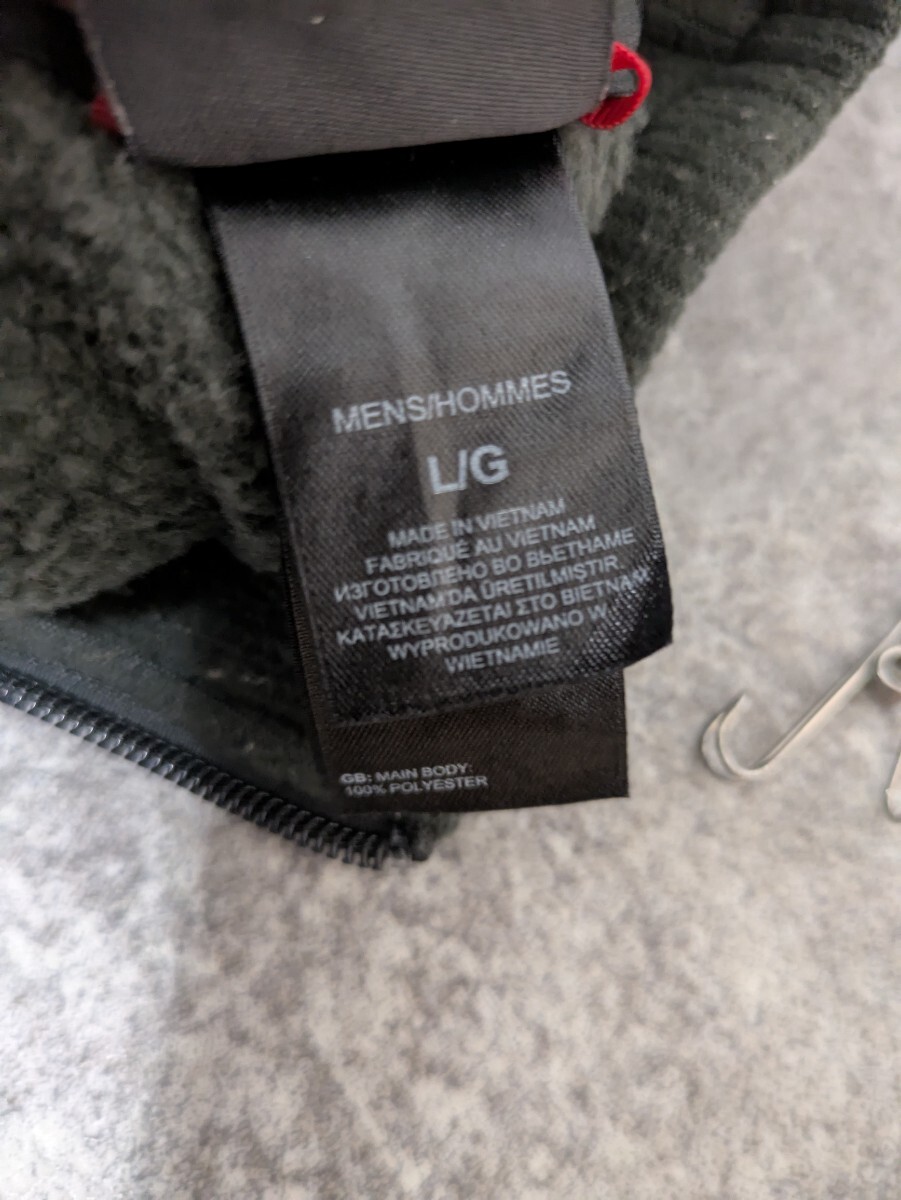 MENS/HOMMES
L/G
MADE IN VIETNAM
FABRIQUÉ AU VIETNAM
ИЗГОТОВЛЕНО ВО ВЬЕТНАМЕ
VIETNAM'DA ÜRETILMIŞTIR
ΚΑΤΑΣΚΕΥΑΖΕΤΑΙ ΣΤΟ ΒΙΕΤΝΑΜ
WYPRODUKOWANO W
WIETNAMIE
GB: MAIN BODY:
100% POLYESTER